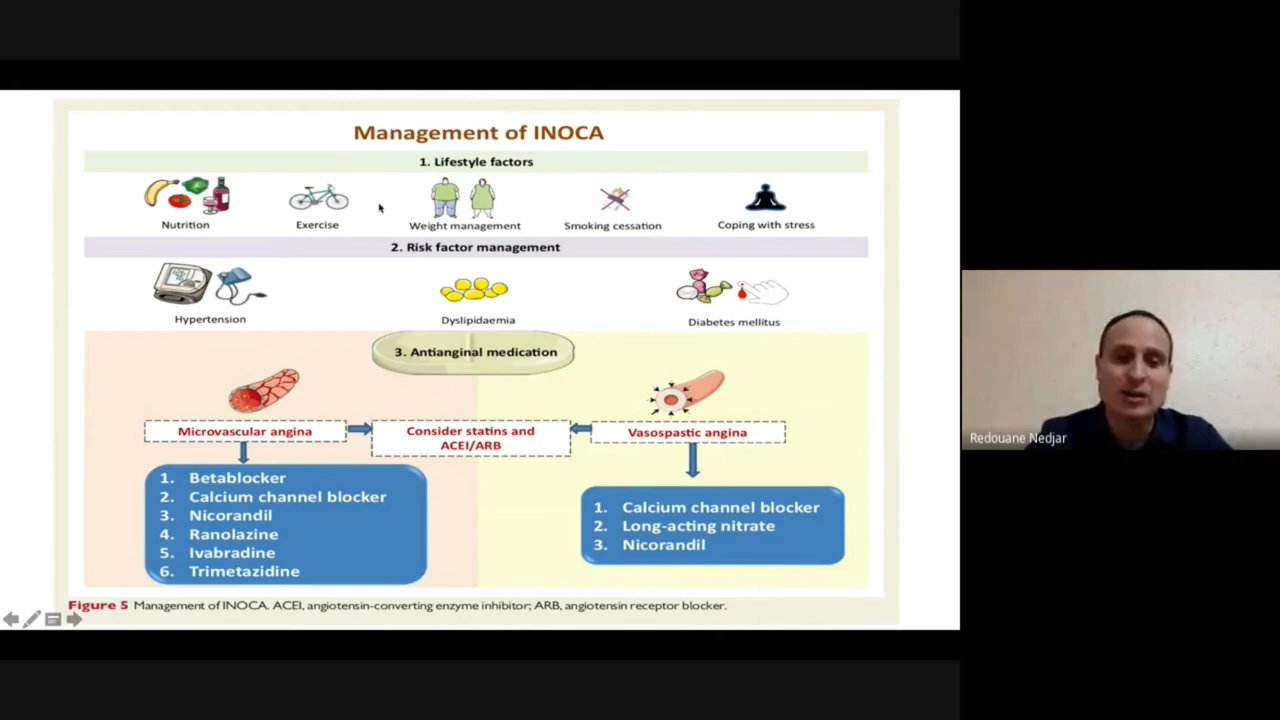 Management of INOCA
1. Lifestyle factors
Nutrition
Exercise
Weight management
Smoking cessation
Coping with stress
2. Risk factor management
Hypertension
Dyslipidaemia
Diabetes mellitus
3. Antianginal medication
Microvascular angina
Consider statins and
ACEI/ARB
Vasospastic angina
1. Betablocker
2. Calcium channel blocker
3. Nicorandil
4. Ranolazine
5. Ivabradine
6. Trimetazidine
1. Calcium channel blocker
2. Long-acting nitrate
3. Nicorandil
Figure 5 Management of INOCA. ACEI, angiotensin-converting enzyme inhibitor; ARB, angiotensin receptor blocker.
Redouane Nedjar